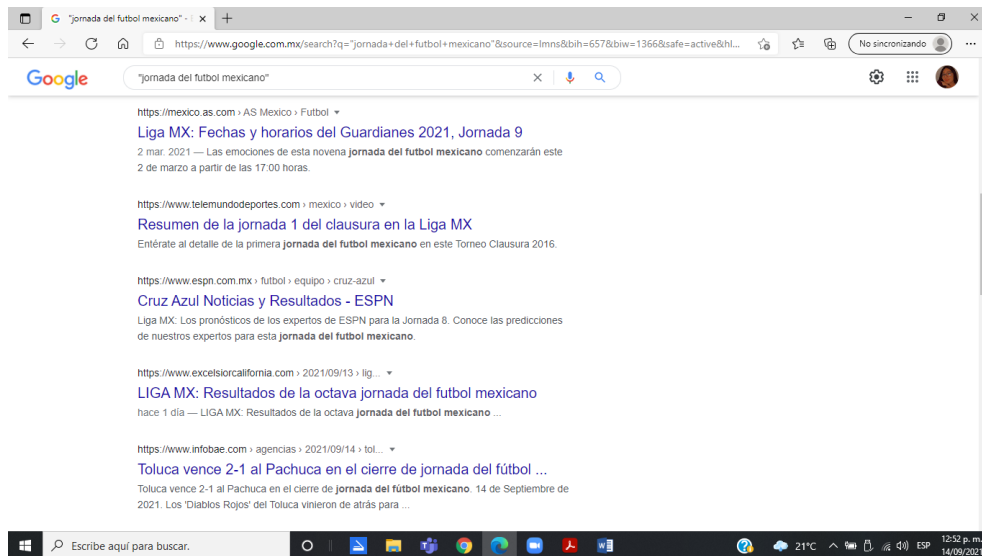 "jornada del futbol mexicano" - 
https://www.google.com.mx/search?q="jornada+del+futbol+mexicano"&source=lmns&bih=657&biw=1366&safe=active&hl...
No sincronizando
Google
"jornada del futbol mexicano"
https://mexico.as.com › AS Mexico › Futbol
Liga MX: Fechas y horarios del Guardianes 2021, Jornada 9
2 mar. 2021 — Las emociones de esta novena jornada del futbol mexicano comenzarán este
2 de marzo a partir de las 17:00 horas.
https://www.telemundodeportes.com › mexico › video
Resumen de la jornada 1 del clausura en la Liga MX
Entérate al detalle de la primera jornada del futbol mexicano en este Torneo Clausura 2016.
https://www.espn.com.mx › futbol › equipo › cruz-azul
Cruz Azul Noticias y Resultados - ESPN
Liga MX: Los pronósticos de los expertos de ESPN para la Jornada 8. Conoce las predicciones
de nuestros expertos para esta jornada del futbol mexicano.
https://www.excelsiorcalifornia.com › 2021/09/13 › lig...
LIGA MX: Resultados de la octava jornada del futbol mexicano
hace 1 día — LIGA MX: Resultados de la octava jornada del futbol mexicano ...
https://www.infobae.com › agencias › 2021/09/14 › tol...
Toluca vence 2-1 al Pachuca en el cierre de jornada del fútbol ...
Toluca vence 2-1 al Pachuca en el cierre de jornada del fútbol mexicano. 14 de Septiembre de
2021. Los 'Diablos Rojos' del Toluca vinieron de atrás para ...
Escribe aquí para buscar.
21°C
ESP
12:52 p. m.
14/09/2021